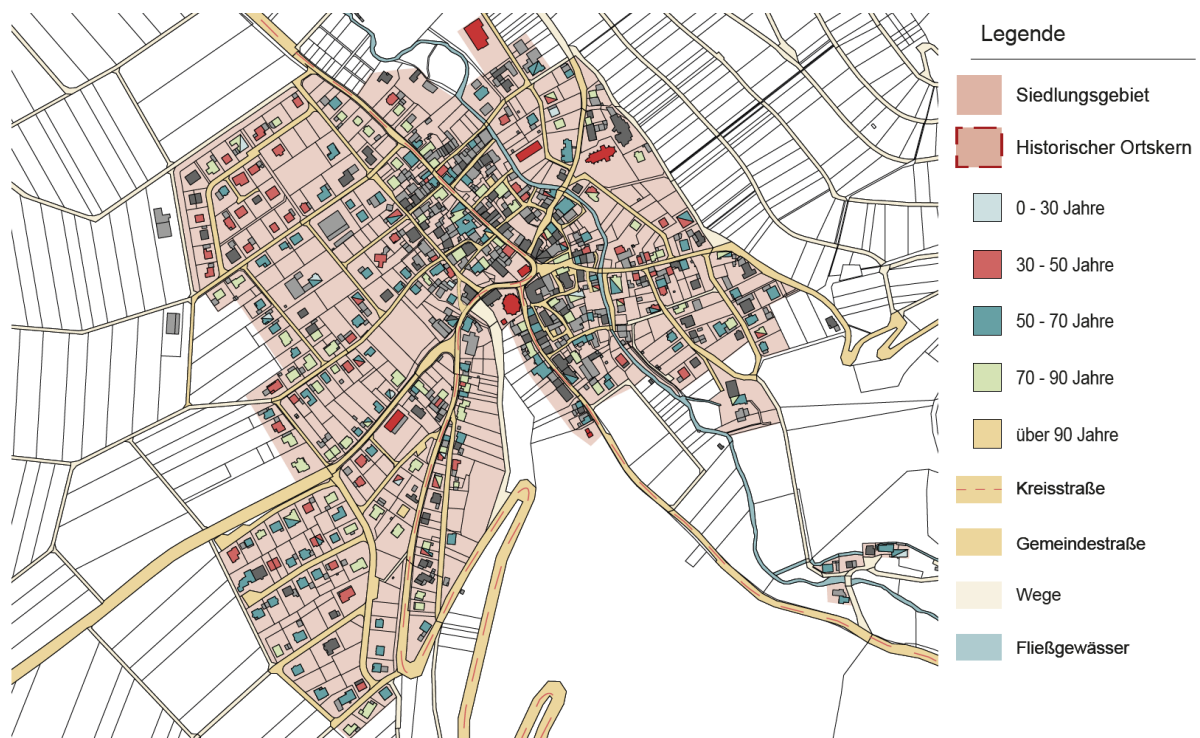 Legende
Siedlungsgebiet
Historischer Ortskern
0 - 30 Jahre
30 - 50 Jahre
50 - 70 Jahre
70 - 90 Jahre
über 90 Jahre
Kreisstraße
Gemeindestraße
Wege
Fließgewässer